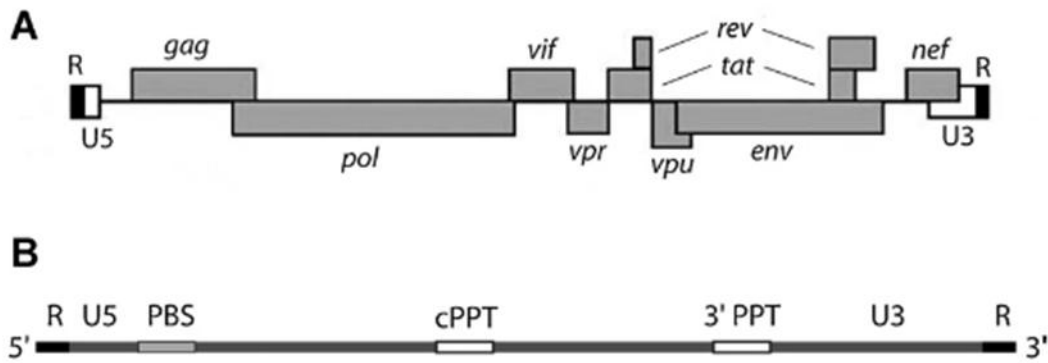 A
gag
vif
rev
tat
nef
R
R
U5
U3
pol
vpr
vpu
env
B
R U5 PBS cPPT 3' PPT U3 R
5' 3'